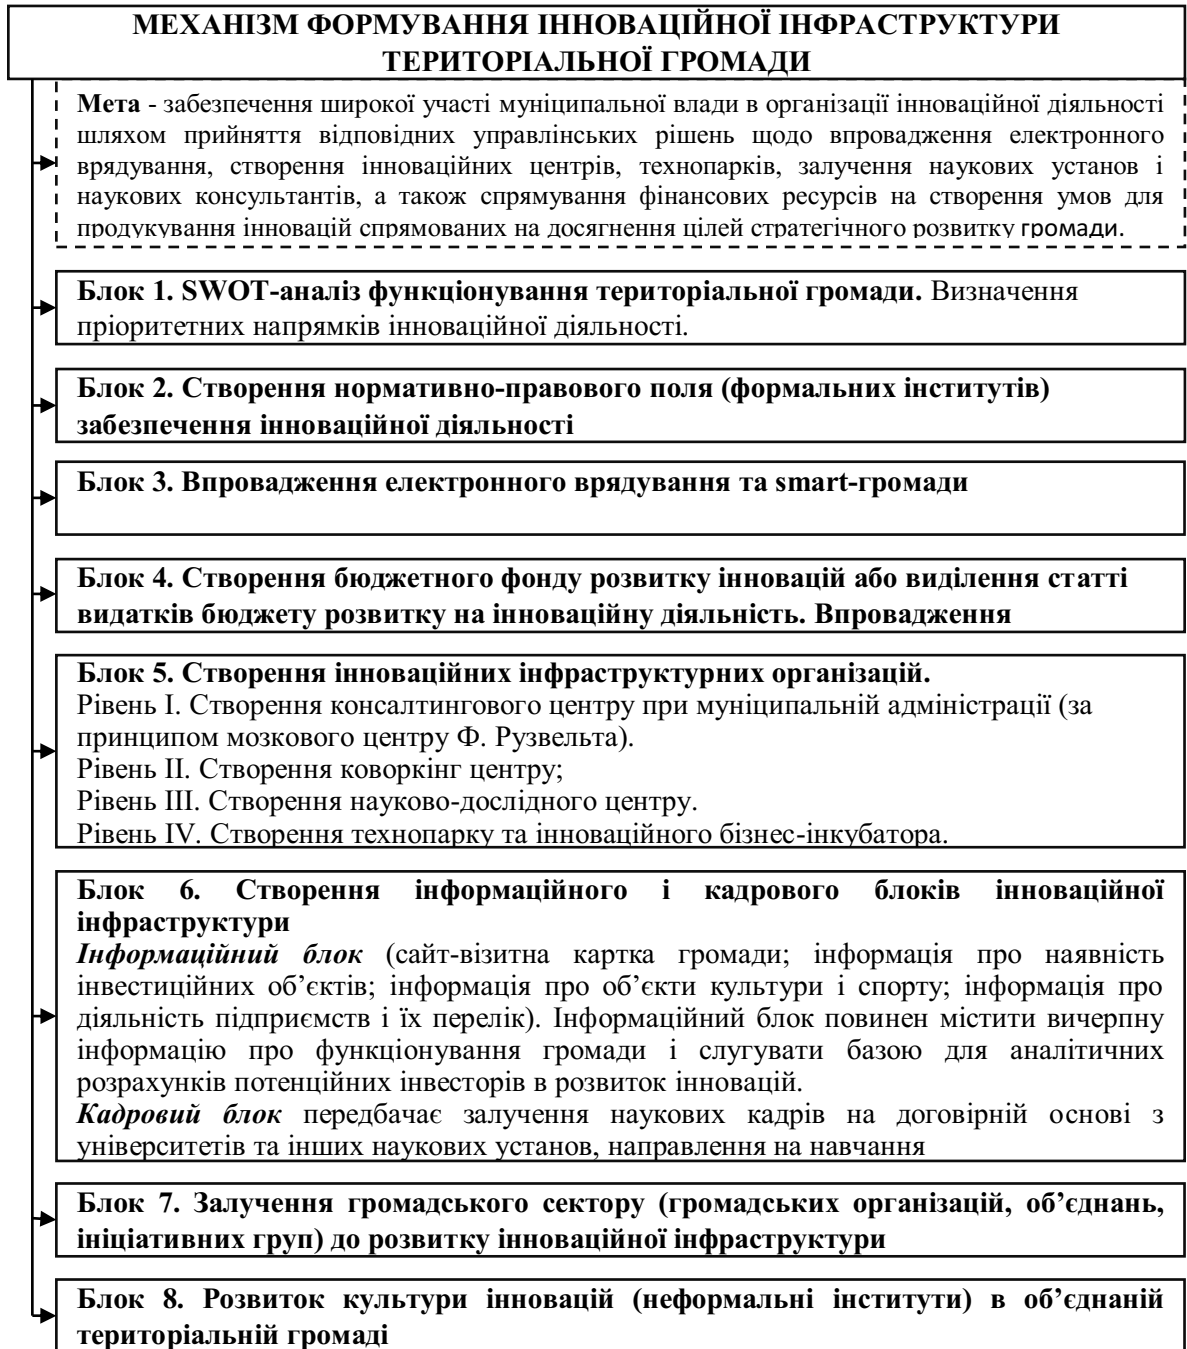 МЕХАНІЗМ ФОРМУВАННЯ ІННОВАЦІЙНОЇ ІНФРАСТРУКТУРИ
ТЕРИТОРІАЛЬНОЇ ГРОМАДИ
Мета - забезпечення широкої участі муніципальної влади в організації інноваційної діяльності
шляхом прийняття відповідних управлінських рішень щодо впровадження електронного
врядування, створення інноваційних центрів, технопарків, залучення наукових установ і
наукових консультантів, а також спрямування фінансових ресурсів на створення умов для
продукування інновацій спрямованих на досягнення цілей стратегічного розвитку громади.
Блок 1. SWOT-аналіз функціонування територіальної громади. Визначення
пріоритетних напрямків інноваційної діяльності.
Блок 2. Створення нормативно-правового поля (формальних інститутів)
забезпечення інноваційної діяльності
Блок 3. Впровадження електронного врядування та smart-громади
Блок 4. Створення бюджетного фонду розвитку інновацій або виділення статті
видатків бюджету розвитку на інноваційну діяльність. Впровадження
Блок 5. Створення інноваційних інфраструктурних організацій.
Рівень I. Створення консалтингового центру при муніципальній адміністрації (за
принципом мозкового центру Ф. Рузвельта).
Рівень II. Створення коворкінг центру;
Рівень III. Створення науково-дослідного центру.
Рівень IV. Створення технопарку та інноваційного бізнес-інкубатора.
Блок 6. Створення інформаційного і кадрового блоків інноваційної
інфраструктури
Інформаційний блок (сайт-візитна картка громади; інформація про наявність
інвестиційних об’єктів; інформація про об’єкти культури і спорту; інформація про
діяльність підприємств і їх перелік). Інформаційний блок повинен містити вичерпну
інформацію про функціонування громади і слугувати базою для аналітичних
розрахунків потенційних інвесторів в розвиток інновацій.
Кадровий блок передбачає залучення наукових кадрів на договірній основі з
університетів та інших наукових установ, направлення на навчання
Блок 7. Залучення громадського сектору (громадських організацій, об’єднань,
ініціативних груп) до розвитку інноваційної інфраструктури
Блок 8. Розвиток культури інновацій (неформальні інститути) в об’єднаній
територіальній громаді